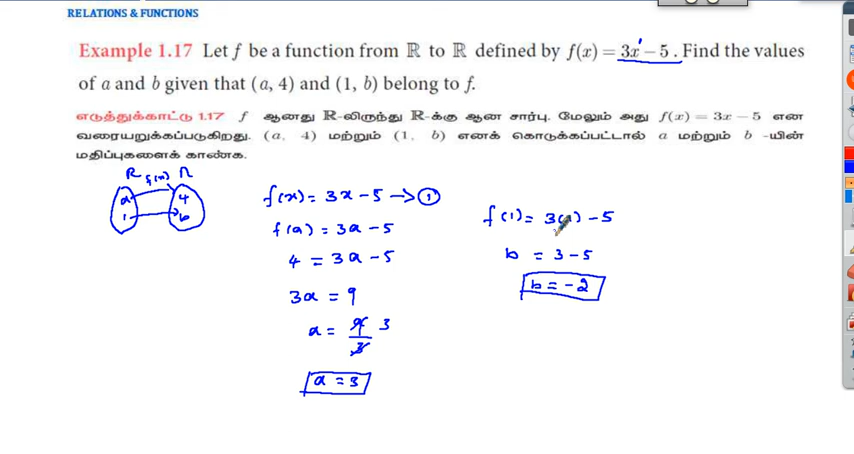 RELATIONS & FUNCTIONS
Example 1.17 Let f be a function from ℝ to ℝ defined by f(x) = 3x − 5 . Find the values
of a and b given that (a, 4) and (1, b) belong to f.
எடுத்துக்காட்டு 1.17 f ஆனது ℝ-லிருந்து ℝ-க்கு ஆன சார்பு. மேலும் அது f(x) = 3x − 5 என
வரையறுக்கப்படுகிறது. (a, 4) மற்றும் (1, b) எனக் கொடுக்கப்பட்டால் a மற்றும் b -யின்
மதிப்புகளைக் காண்க.
R f(x) R
a 4
1 b
f(x) = 3x − 5 → ①
f(a) = 3a − 5
4 = 3a − 5
3a = 9
a = 9/3 3
a = 3
f(1) = 3(1) − 5
b = 3 − 5
b = −2